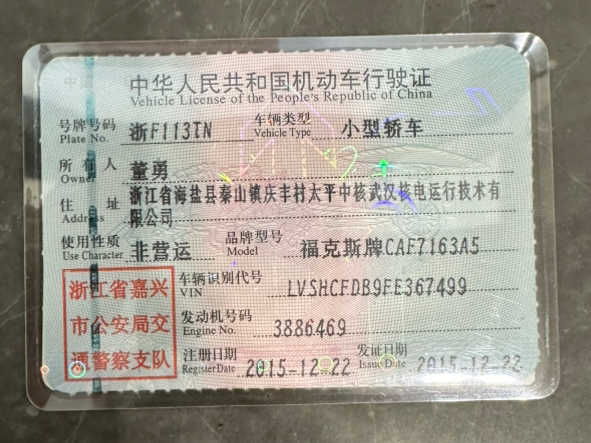 中华人民共和国机动车行驶证
Vehicle License of the People's Republic of China
号牌号码 浙F113TN 车辆类型 小型轿车
Plate No. Vehicle Type
所有人 董勇
Owner
住址 浙江省海盐县秦山镇庆丰村太平中核武汉核电运行技术有
Address 限公司
使用性质 非营运 品牌型号 福克斯牌CAF7163A5
Use Character Model
浙江省嘉兴
市公安局交
通警察支队
车辆识别代号 LVSHCFDB9FE367499
VIN
发动机号码 3886469
Engine No.
注册日期 2015-12-22 发证日期 2015-12-22
Register Date Issue Date